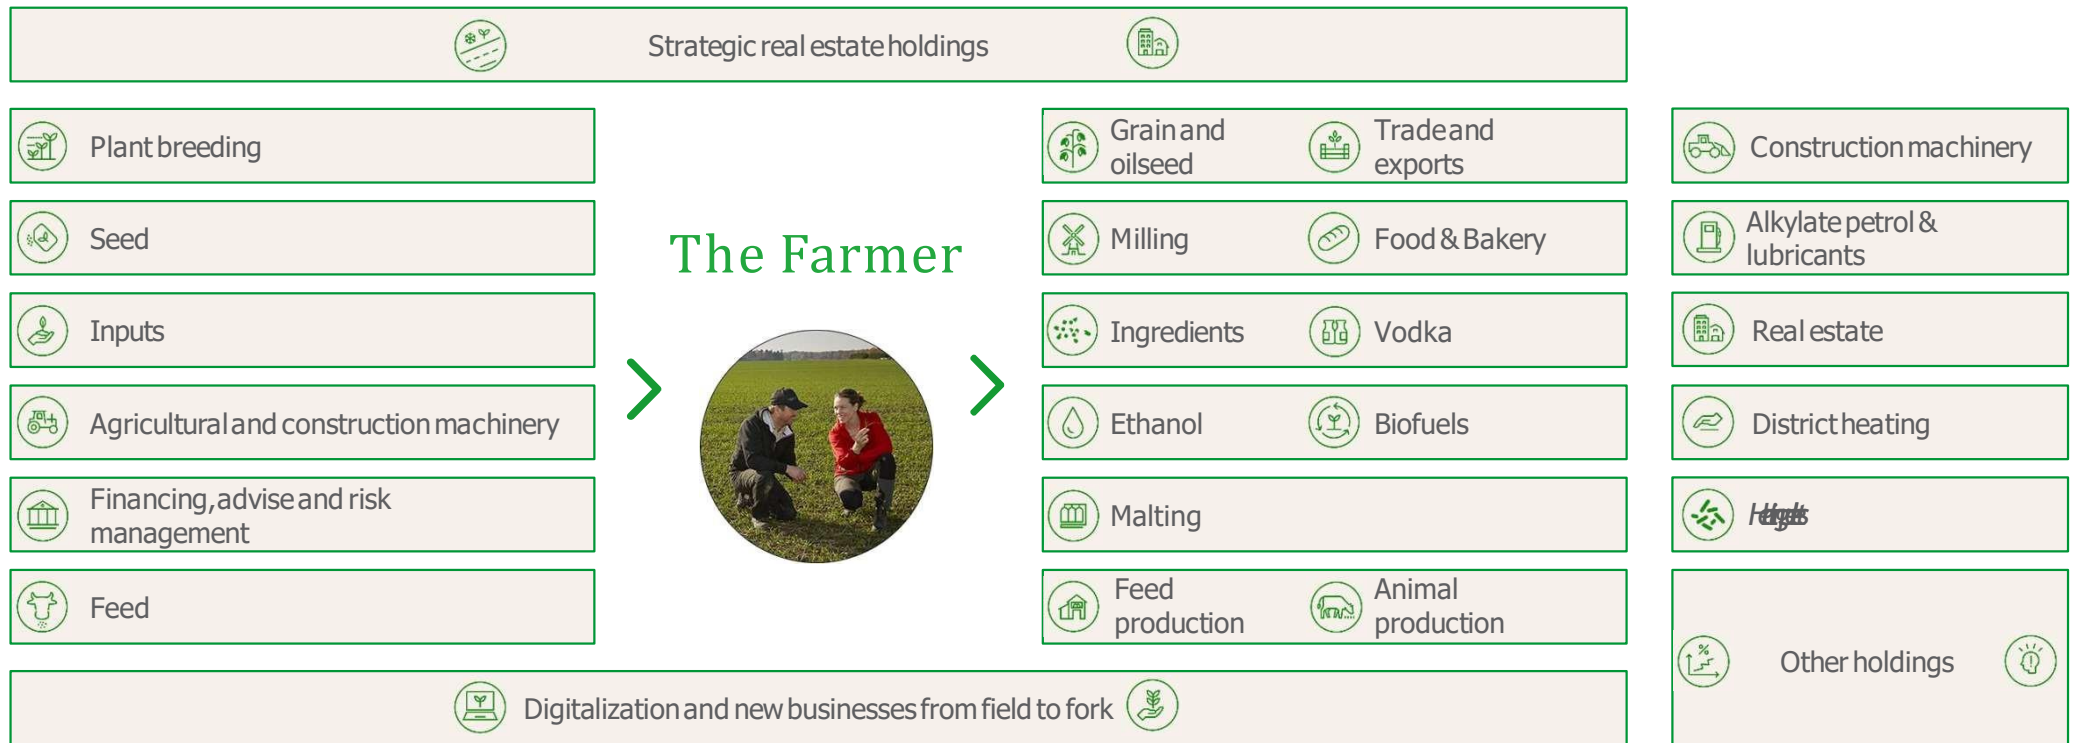 Strategic real estate holdings
Plant breeding
Seed
Inputs
Agricultural and construction machinery
Financing, advise and risk
management
Feed
The Farmer
Grain and
oilseed
Trade and
exports
Milling
Food & Bakery
Ingredients
Vodka
Ethanol
Biofuels
Malting
Feed
production
Animal
production
Construction machinery
Alkylate petrol &
lubricants
Real estate
District heating
Other holdings
Digitalization and new businesses from field to fork